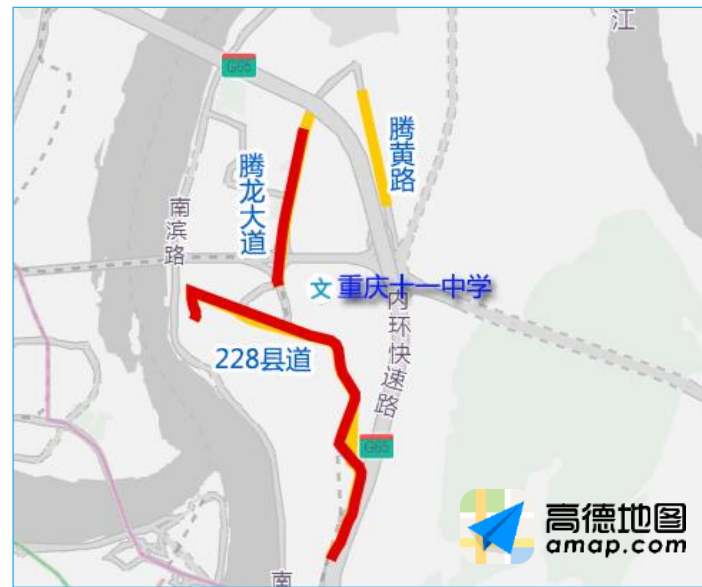 江
G65
腾黄路
腾龙大道
南滨路
文 重庆十一中学
内环快速路
228县道
G65
高德地图
amap.com
南